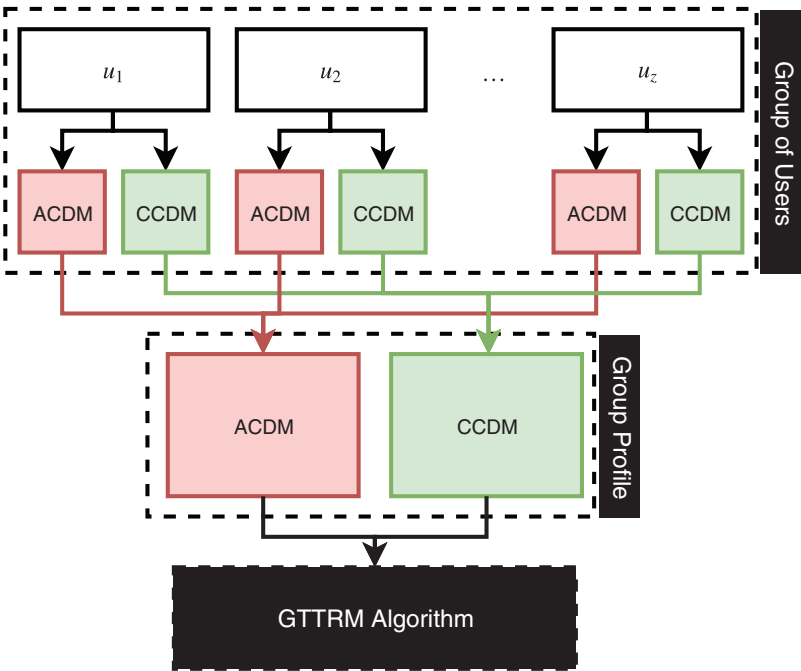 u1
u2
...
uz
Group of Users
ACDM
CCDM
ACDM
CCDM
ACDM
CCDM
Group Profile
ACDM
CCDM
GTTRM Algorithm